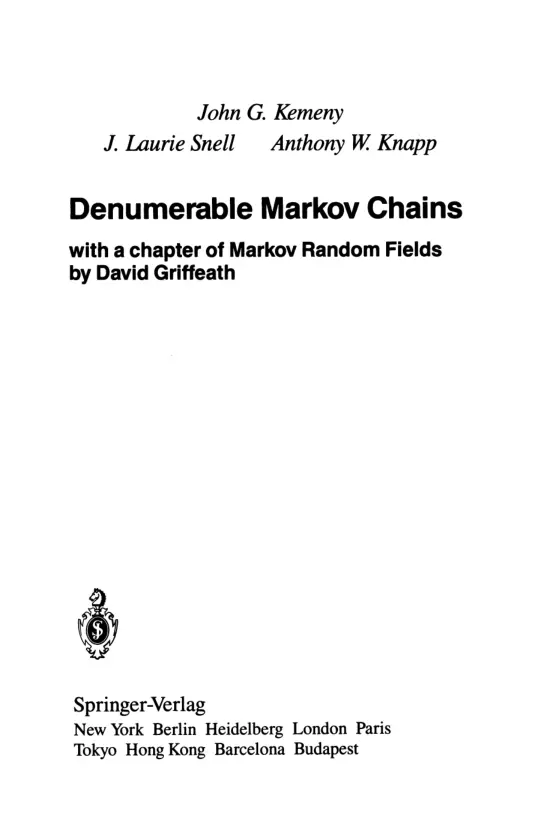 John G. Kemeny
J. Laurie Snell Anthony W. Knapp
Denumerable Markov Chains
with a chapter of Markov Random Fields
by David Griffeath
Springer-Verlag
New York Berlin Heidelberg London Paris
Tokyo Hong Kong Barcelona Budapest